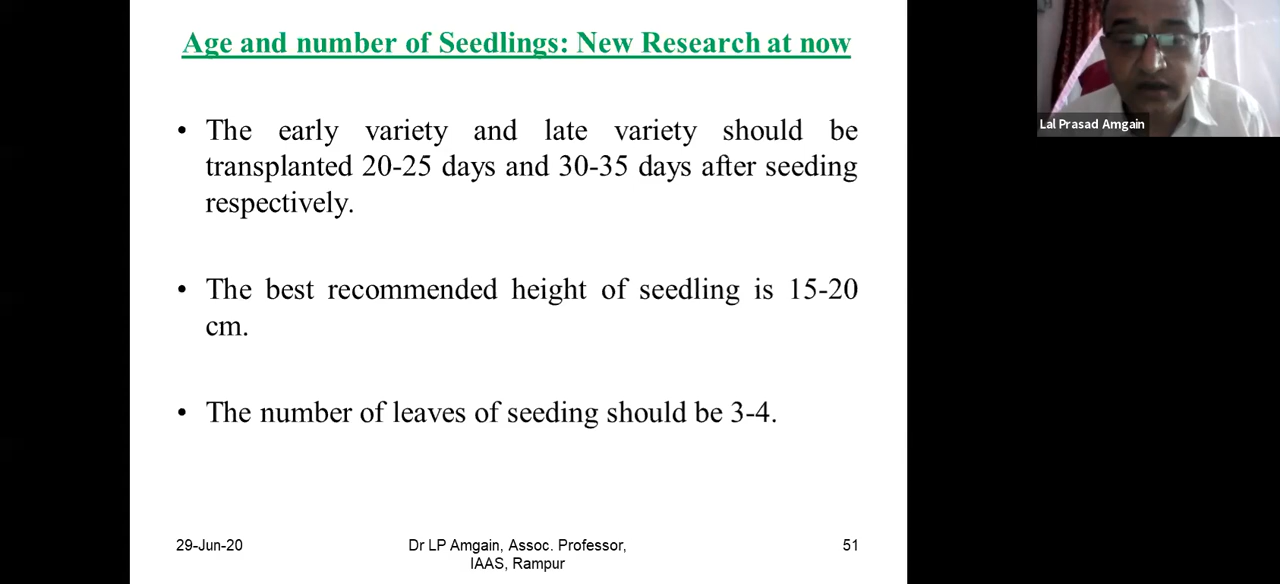 Age and number of Seedlings: New Research at now
• The early variety and late variety should be
transplanted 20-25 days and 30-35 days after seeding
respectively.
• The best recommended height of seedling is 15-20
cm.
• The number of leaves of seeding should be 3-4.
29-Jun-20
Dr LP Amgain, Assoc. Professor,
IAAS, Rampur
51
Lal Prasad Amgain